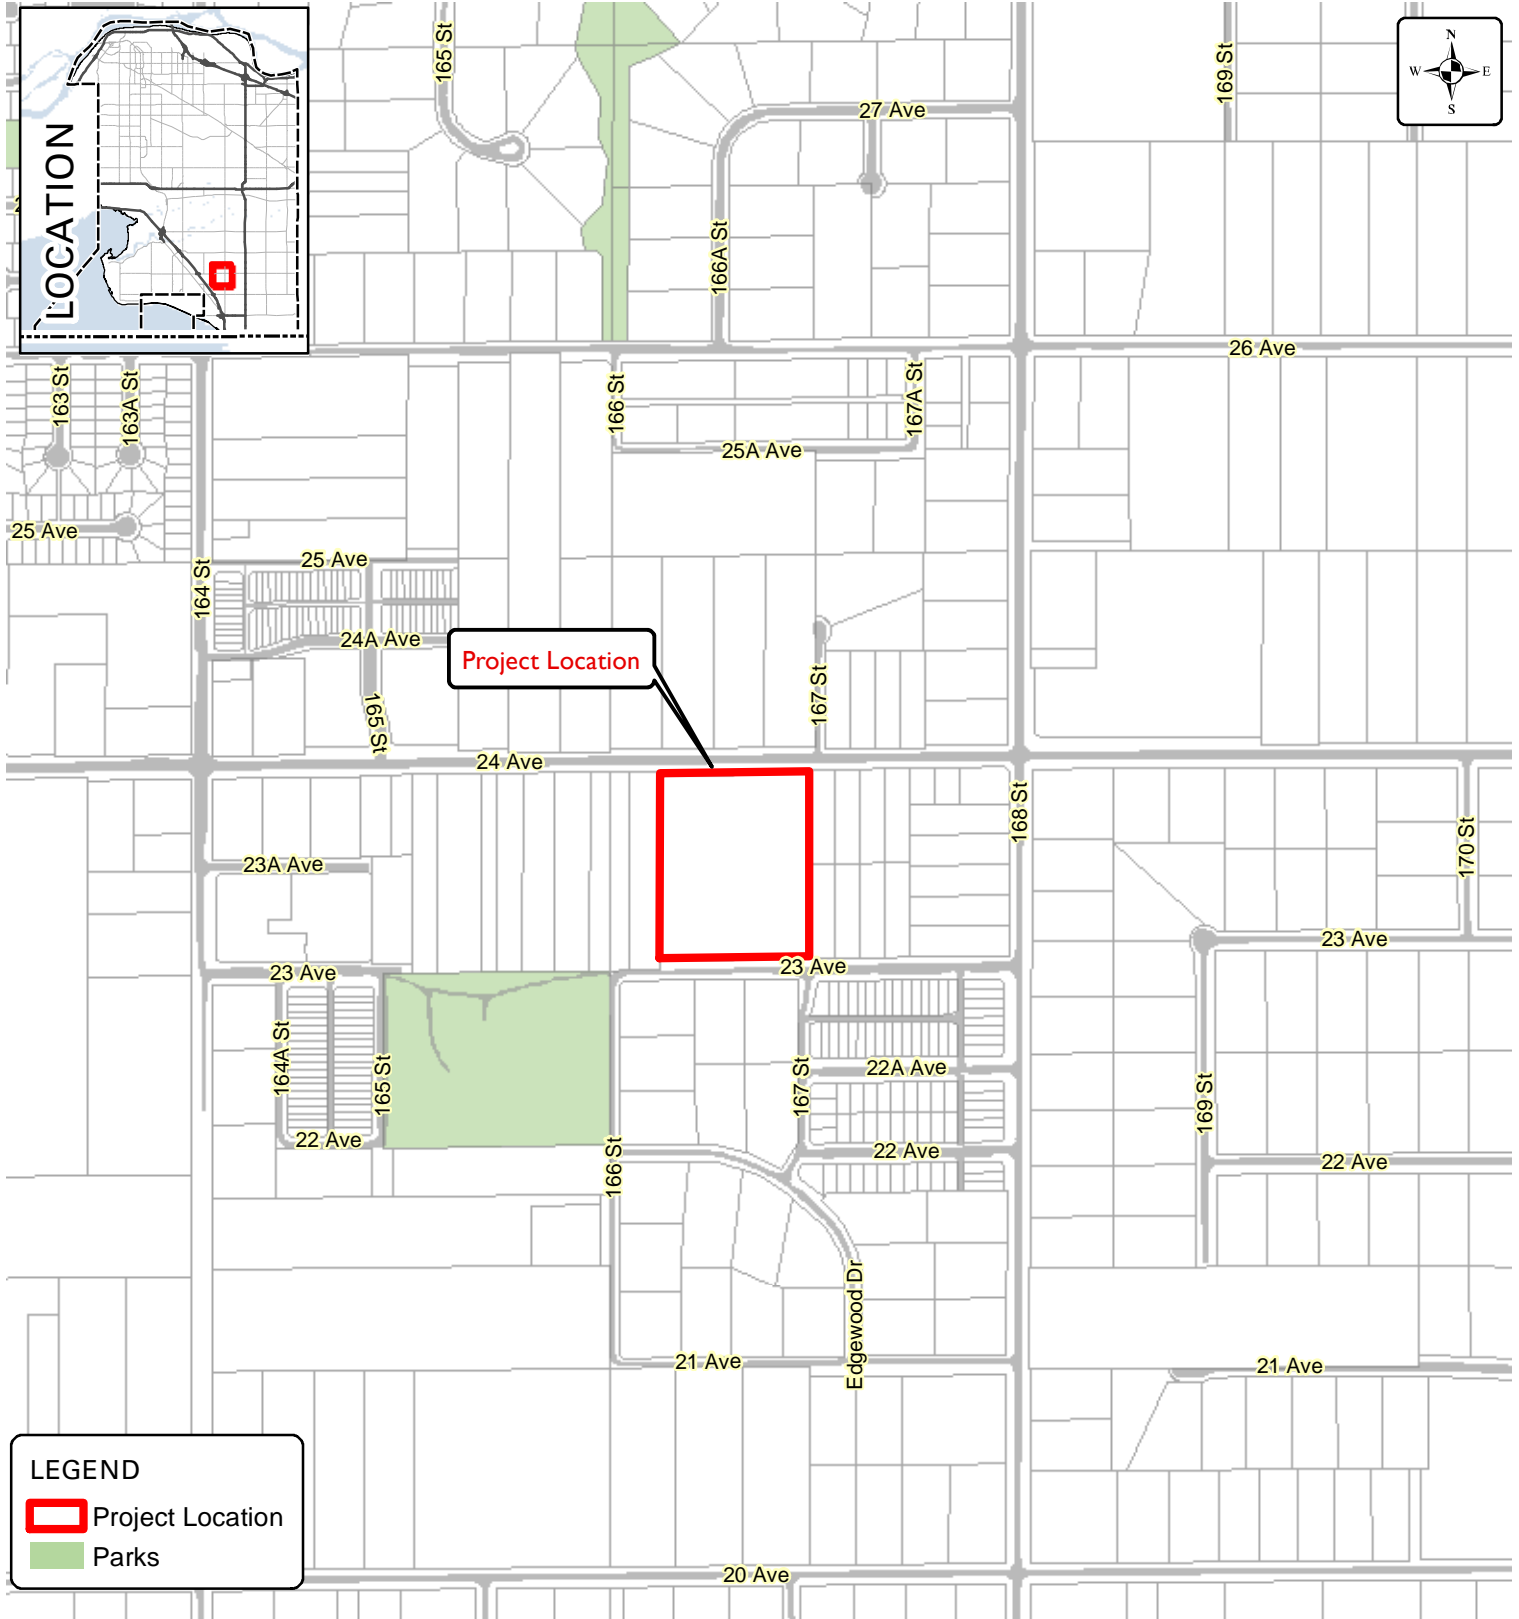 LOCATION
165 St
169 St
N
W E
S
27 Ave
166A St
26 Ave
163 St
163A St
166 St
167A St
25A Ave
25 Ave
25 Ave
164 St
24A Ave
Project Location
167 St
165 St
24 Ave
168 St
170 St
23A Ave
23 Ave
23 Ave
23 Ave
164A St
165 St
167 St
22A Ave
169 St
22 Ave
166 St
22 Ave
22 Ave
Edgewood Dr
21 Ave
21 Ave
LEGEND
Project Location
Parks
20 Ave